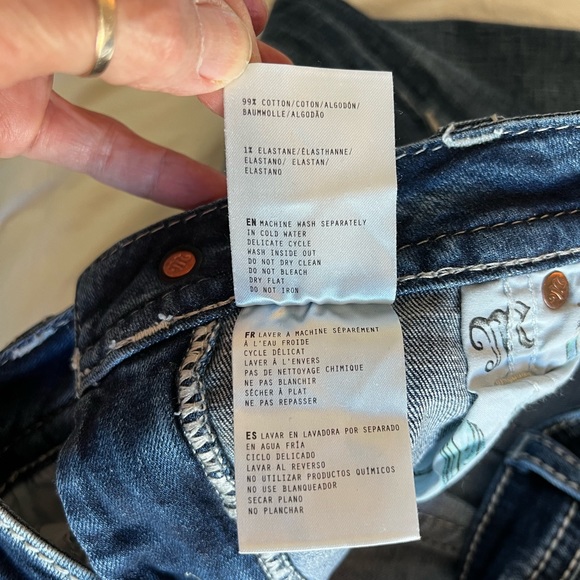 99% COTTON/COTON/ALGODÓN/
BAUMWOLLE/ALGODÃO
1% ELASTANE/ÉLASTHANNE/
ELASTANO/ ELASTAN/
ELASTANO
EN MACHINE WASH SEPARATELY
IN COLD WATER
DELICATE CYCLE
WASH INSIDE OUT
DO NOT DRY CLEAN
DO NOT BLEACH
DRY FLAT
DO NOT IRON
FR LAVER A MACHINE SÉPARÉMENT
À L'EAU FROIDE
CYCLE DÉLICAT
LAVER À L'ENVERS
PAS DE NETTOYAGE CHIMIQUE
NE PAS BLANCHIR
SÉCHER À PLAT
NE PAS REPASSER
ES LAVAR EN LAVADORA POR SEPARADO
EN AGUA FRÍA
CICLO DELICADO
LAVAR AL REVERSO
NO UTILIZAR PRODUCTOS QUÍMICOS
NO USE BLANQUEADOR
SECAR PLANO
NO PLANCHAR